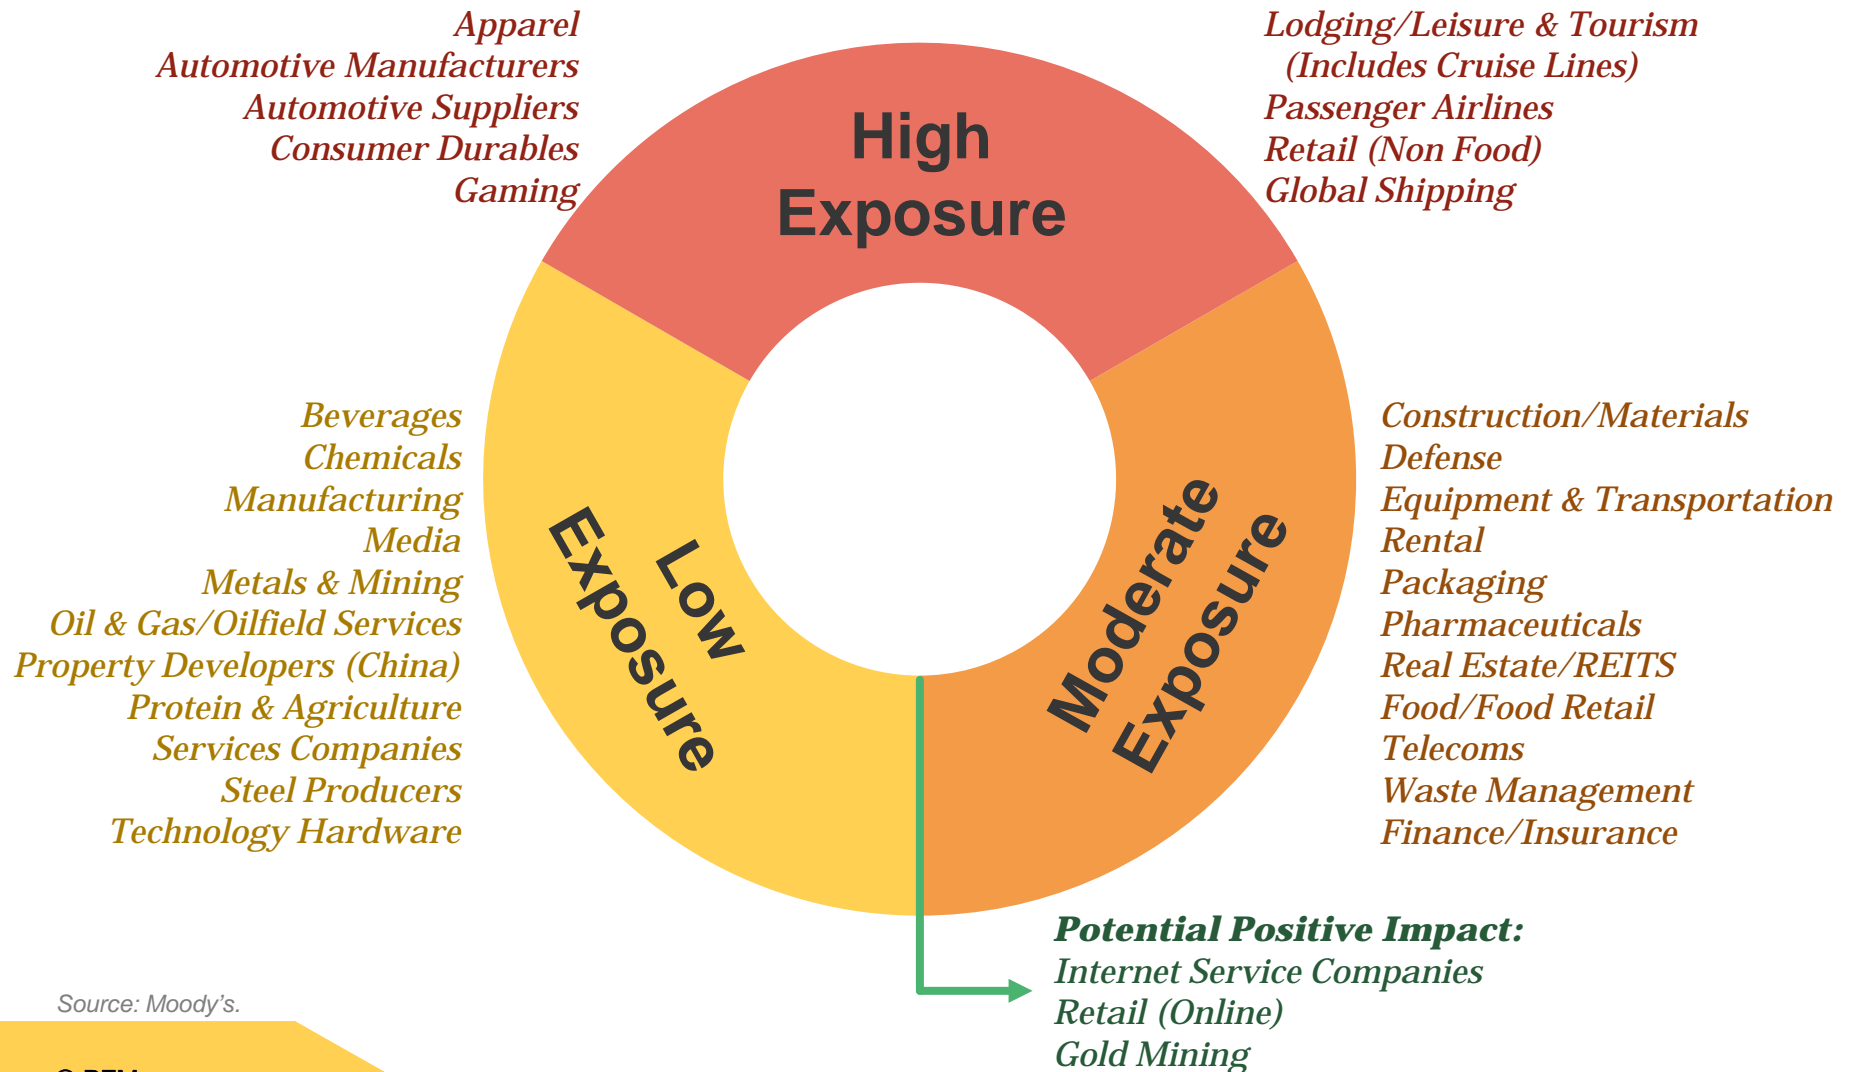 Apparel
Automotive Manufacturers
Automotive Suppliers
Consumer Durables
Gaming
High
Exposure
Lodging/Leisure & Tourism
(Includes Cruise Lines)
Passenger Airlines
Retail (Non Food)
Global Shipping
Beverages
Chemicals
Manufacturing
Media
Metals & Mining
Oil & Gas/Oilfield Services
Property Developers (China)
Protein & Agriculture
Services Companies
Steel Producers
Technology Hardware
Low
Exposure
Moderate
Exposure
Construction/Materials
Defense
Equipment & Transportation
Rental
Packaging
Pharmaceuticals
Real Estate/REITS
Food/Food Retail
Telecoms
Waste Management
Finance/Insurance
Potential Positive Impact:
Internet Service Companies
Retail (Online)
Gold Mining
Source: Moody’s.